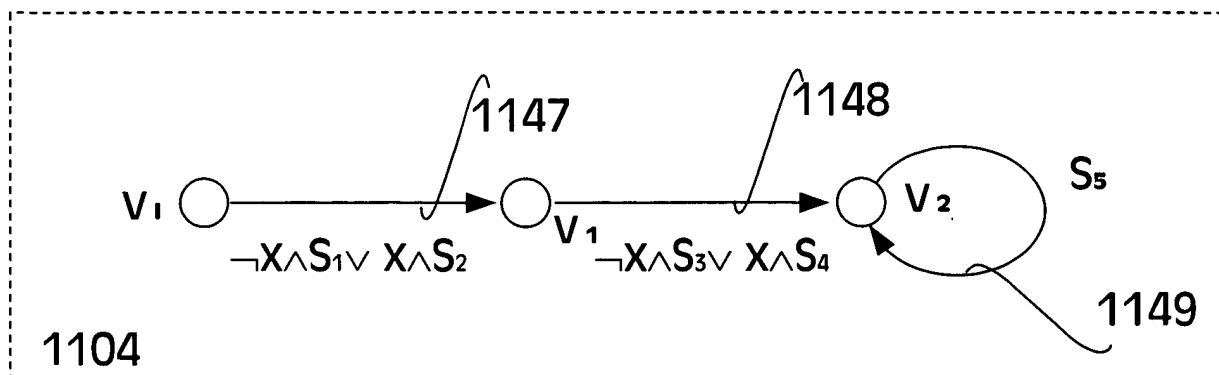 1147
1148
V₁
V₁
V₂
S₅
¬X∧S₁∨ X∧S₂
¬X∧S₃∨ X∧S₄
1149
1104